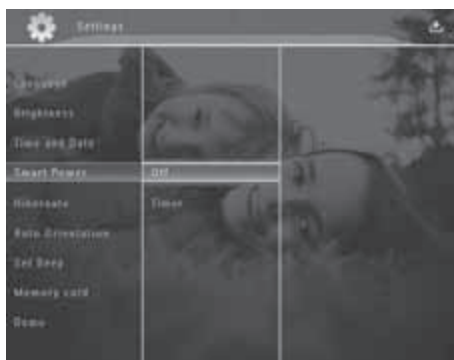 Settings
Language
Brightness
Time and Date
Smart Power
Off
Hibernate
Timer
Auto Orientation
Set Beep
Memory card
Demo